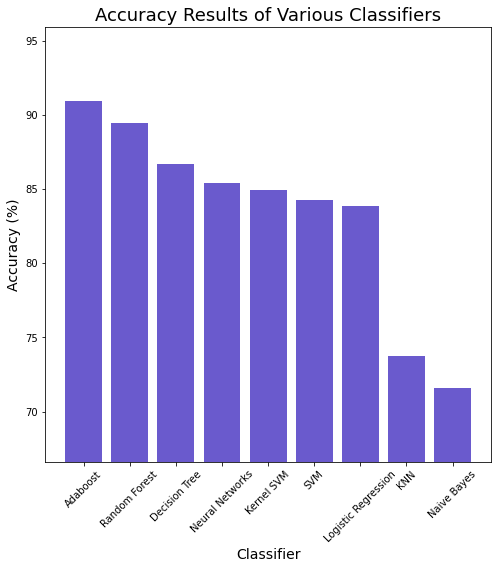 Accuracy Results of Various Classifiers
Accuracy (%)
95
90
85
80
75
70
Adaboost
Random Forest
Decision Tree
Neural Networks
Kernel SVM
SVM
Logistic Regression
KNN
Naive Bayes
Classifier